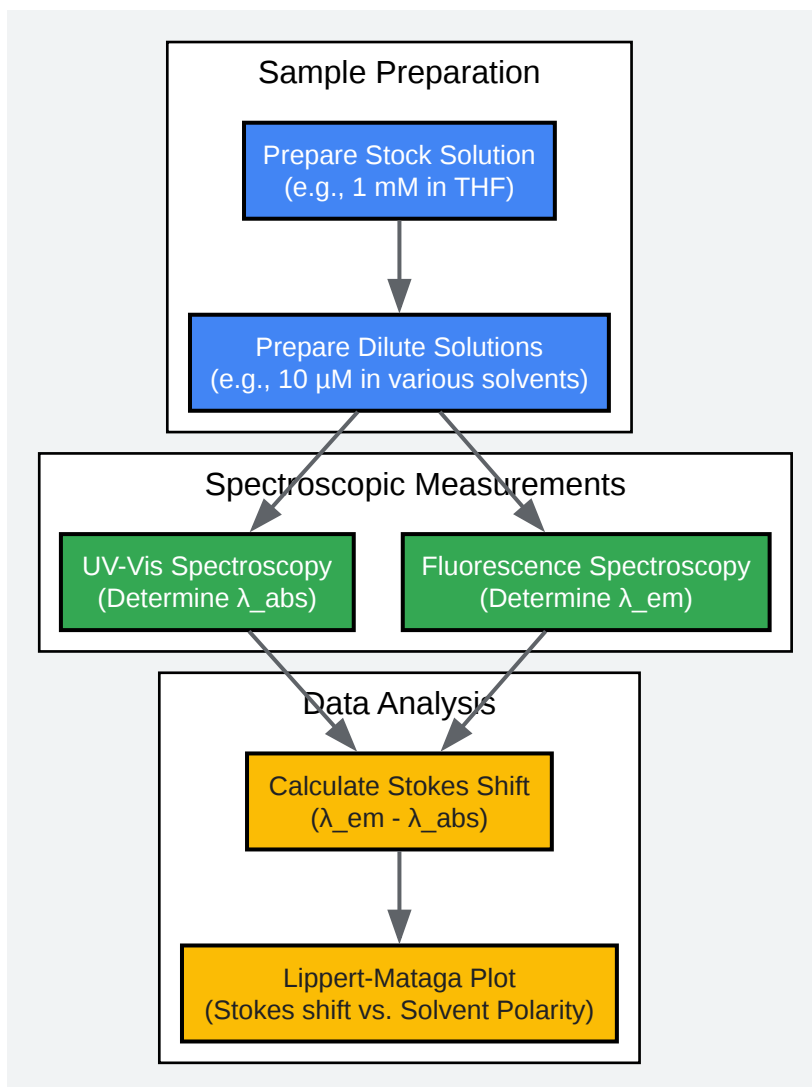 Sample Preparation
Prepare Stock Solution
(e.g., 1 mM in THF)
Prepare Dilute Solutions
(e.g., 10 µM in various solvents)
Spectroscopic Measurements
UV-Vis Spectroscopy
(Determine λ_abs)
Fluorescence Spectroscopy
(Determine λ_em)
Data Analysis
Calculate Stokes Shift
(λ_em - λ_abs)
Lippert-Mataga Plot
(Stokes shift vs. Solvent Polarity)